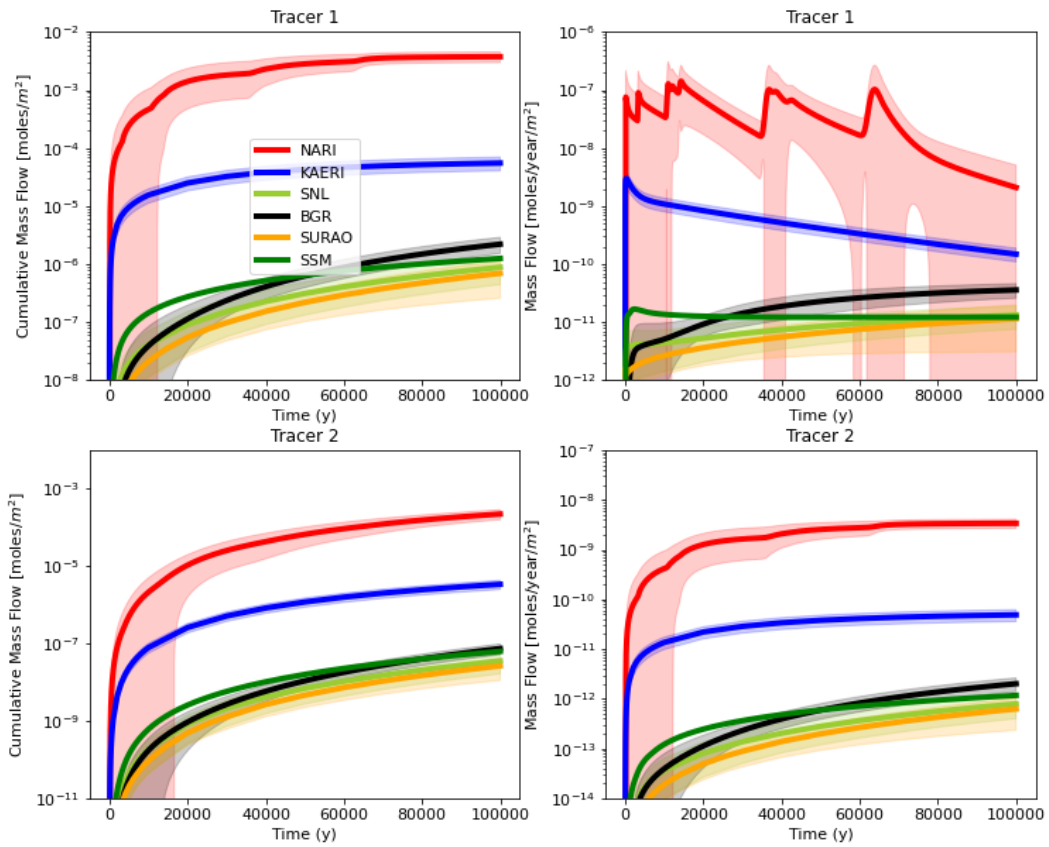 Tracer 1
Cumulative Mass Flow [moles/m²]
10⁻²
10⁻³
10⁻⁴
10⁻⁵
10⁻⁶
10⁻⁷
10⁻⁸
NARI
KAERI
SNL
BGR
SURAO
SSM
0 20000 40000 60000 80000 100000
Time (y)
Tracer 1
Mass Flow [moles/year/m²]
10⁻⁶
10⁻⁷
10⁻⁸
10⁻⁹
10⁻¹⁰
10⁻¹¹
10⁻¹²
0 20000 40000 60000 80000 100000
Time (y)
Tracer 2
Cumulative Mass Flow [moles/m²]
10⁻³
10⁻⁵
10⁻⁷
10⁻⁹
10⁻¹¹
0 20000 40000 60000 80000 100000
Time (y)
Tracer 2
Mass Flow [moles/year/m²]
10⁻⁷
10⁻⁸
10⁻⁹
10⁻¹⁰
10⁻¹¹
10⁻¹²
10⁻¹³
10⁻¹⁴
0 20000 40000 60000 80000 100000
Time (y)